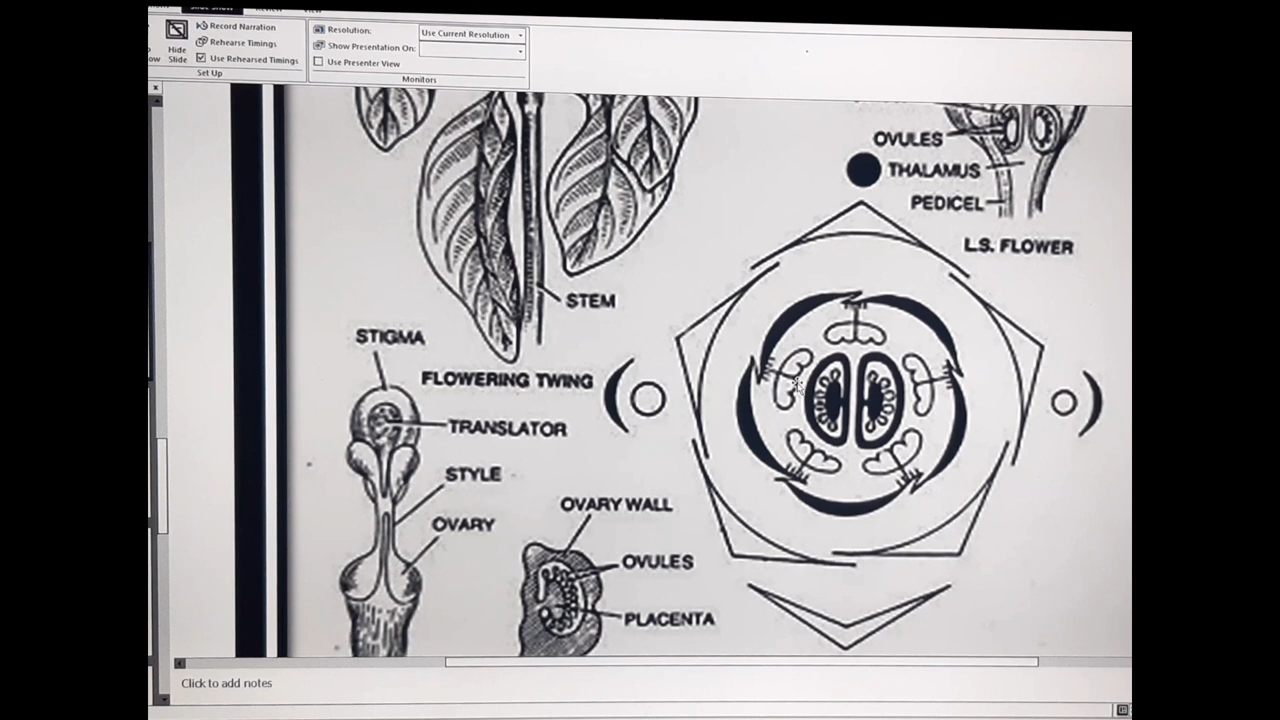 Record Narration
Rehearse Timings
Use Rehearsed Timings
Hide
Slide
Set Up
Resolution:
Use Current Resolution
Show Presentation On:
Use Presenter View
Monitors
OVULES
THALAMUS
PEDICEL
L.S. FLOWER
STEM
STIGMA
FLOWERING TWING
TRANSLATOR
STYLE
OVARY
OVARY WALL
OVULES
PLACENTA
Click to add notes